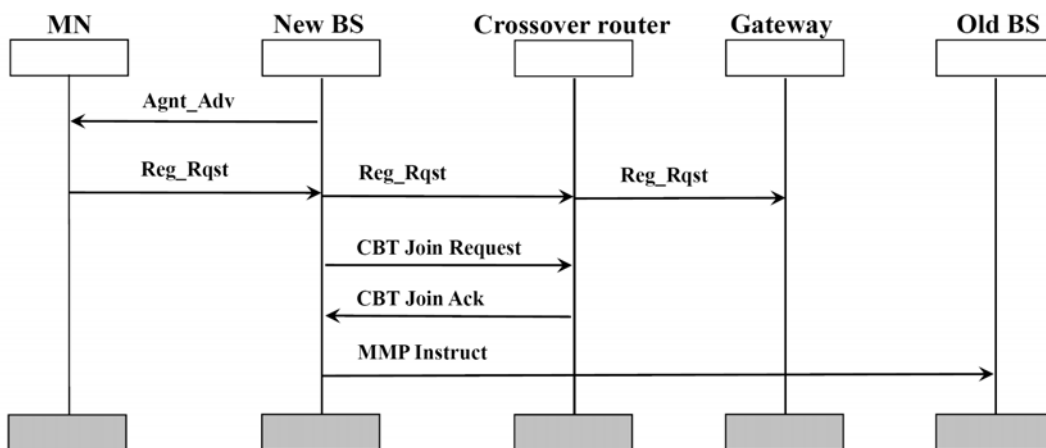 MN
New BS
Crossover router
Gateway
Old BS
Agnt_Adv
Reg_Rqst
Reg_Rqst
Reg_Rqst
CBT Join Request
CBT Join Ack
MMP Instruct